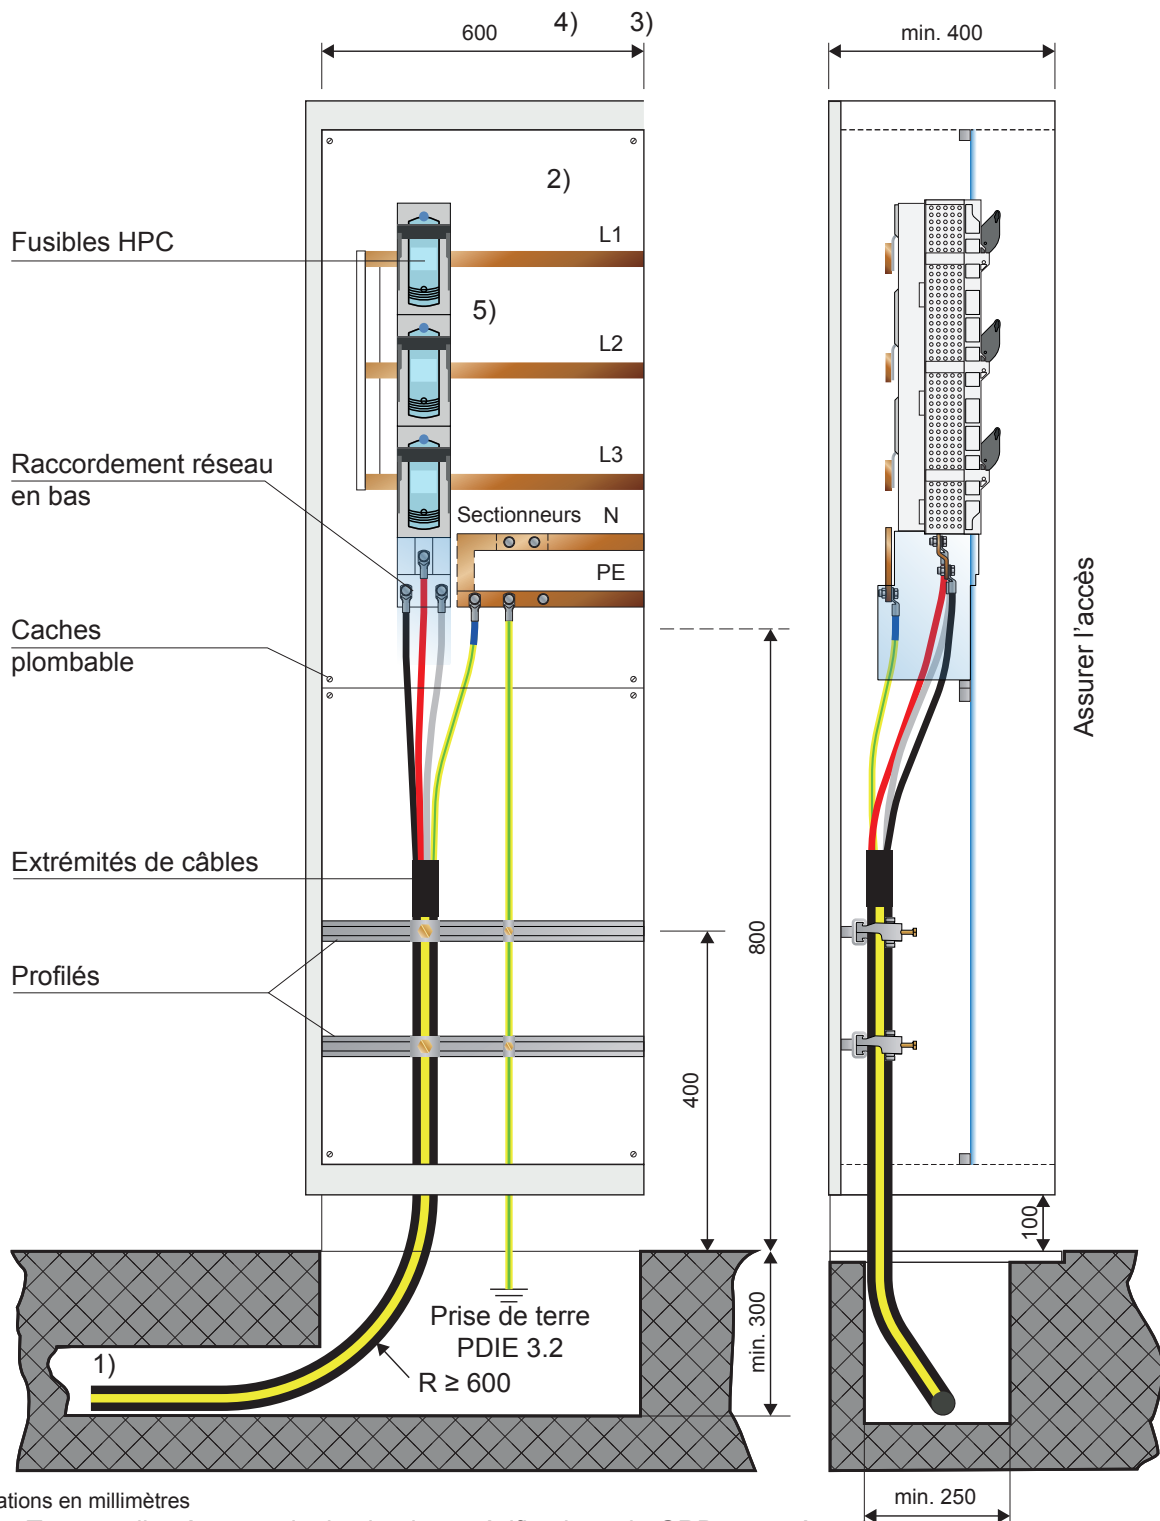 600
4)
3)
min. 400
2)
Fusibles HPC
L1
5)
L2
Raccordement réseau
en bas
L3
Sectionneurs N
PE
Caches
plombable
Assurer l'accès
Extrémités de câbles
800
Profilés
400
100
Prise de terre
PDIE 3.2
min. 300
1)
R ≥ 600
min. 250
en millimètres